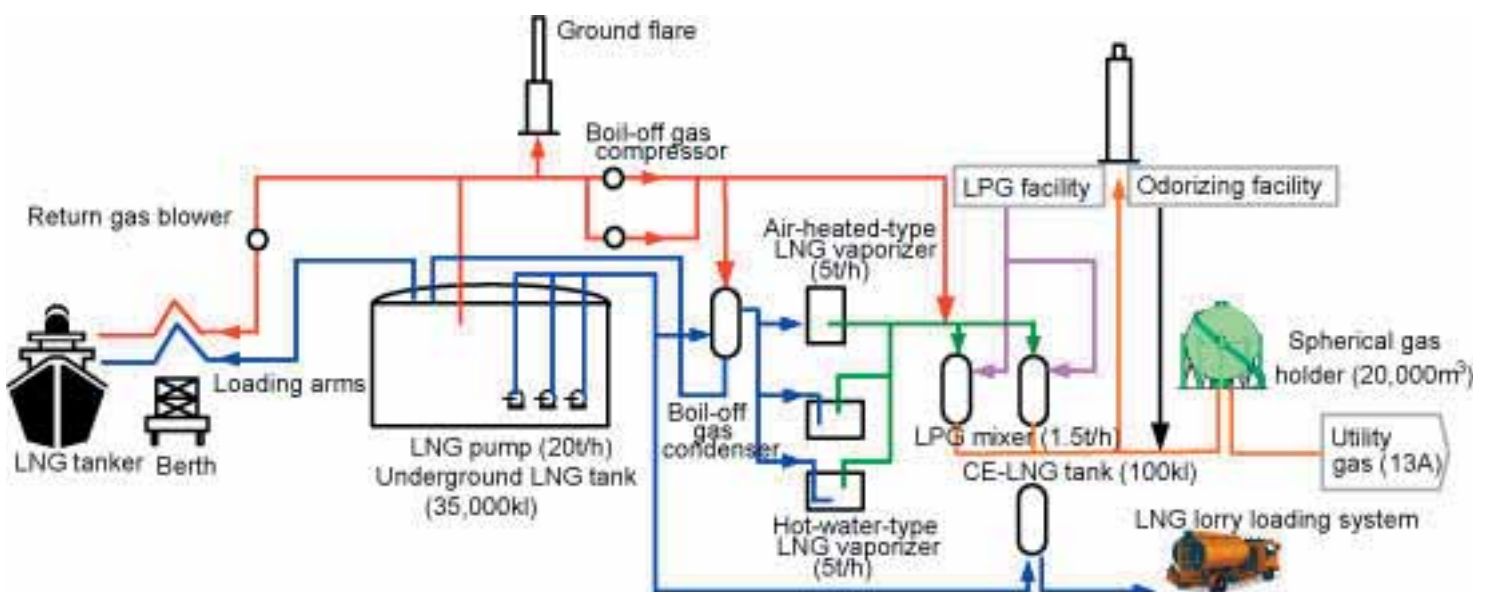 Ground flare
Boil-off gas
compressor
LPG facility
Odorizing facility
Return gas blower
Air-heated-type
LNG vaporizer
(5t/h)
Spherical gas
holder (20,000m³)
Loading arms
LNG tanker
Berth
LNG pump (20t/h)
Underground LNG tank
(35,000kl)
Boil-off
gas
condenser
LPG mixer (1.5t/h)
CE-LNG tank (100kl)
Utility
gas (13A)
Hot-water-type
LNG vaporizer
(5t/h)
LNG lorry loading system